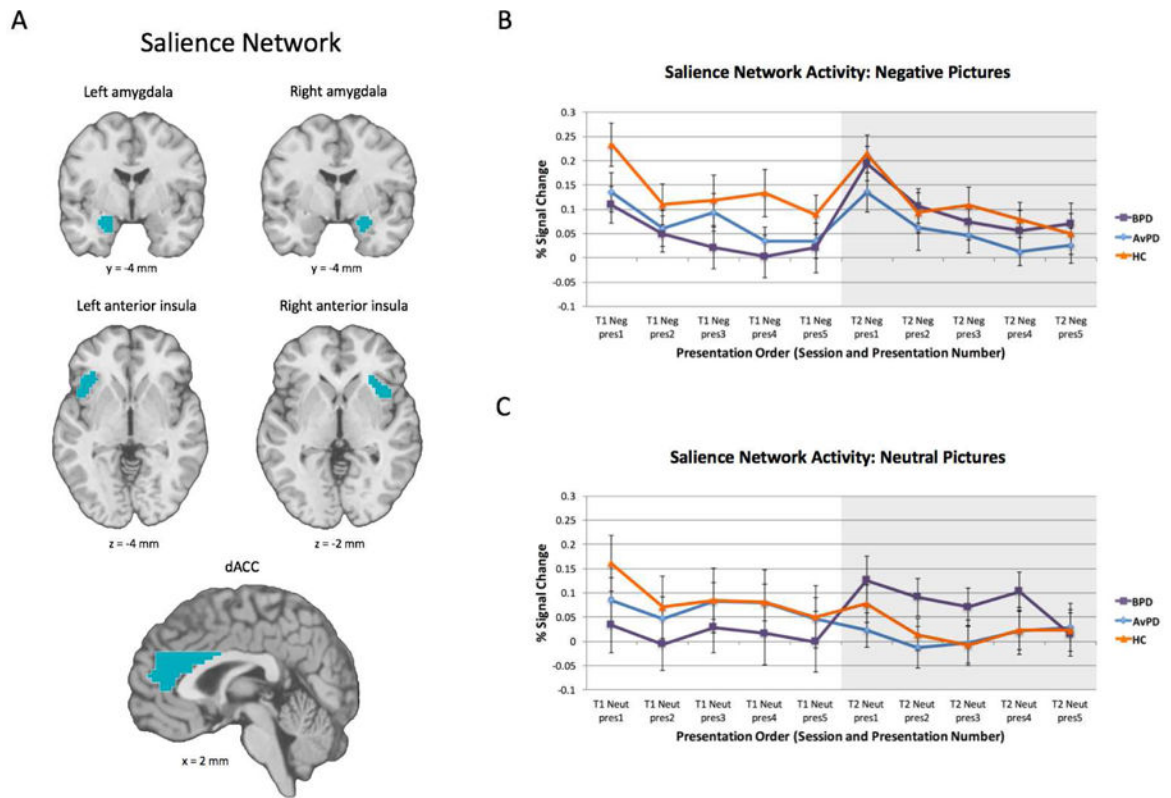 A
Salience Network
Left amygdala
Right amygdala
y = -4 mm
y = -4 mm
Left anterior insula
Right anterior insula
z = -4 mm
z = -2 mm
dACC
x = 2 mm
B
Salience Network Activity: Negative Pictures
% Signal Change
0.3
0.25
0.2
0.15
0.1
0.05
0
-0.05
-0.1
T1 Neg T1 Neg T1 Neg T1 Neg T1 Neg T2 Neg T2 Neg T2 Neg T2 Neg T2 Neg
pres1 pres2 pres3 pres4 pres5 pres1 pres2 pres3 pres4 pres5
Presentation Order (Session and Presentation Number)
BPD
AvPD
HC
C
Salience Network Activity: Neutral Pictures
% Signal Change
0.3
0.25
0.2
0.15
0.1
0.05
0
-0.05
-0.1
T1 Neut T1 Neut T1 Neut T1 Neut T1 Neut T2 Neut T2 Neut T2 Neut T2 Neut T2 Neut
pres1 pres2 pres3 pres4 pres5 pres1 pres2 pres3 pres4 pres5
Presentation Order (Session and Presentation Number)
BPD
AvPD
HC